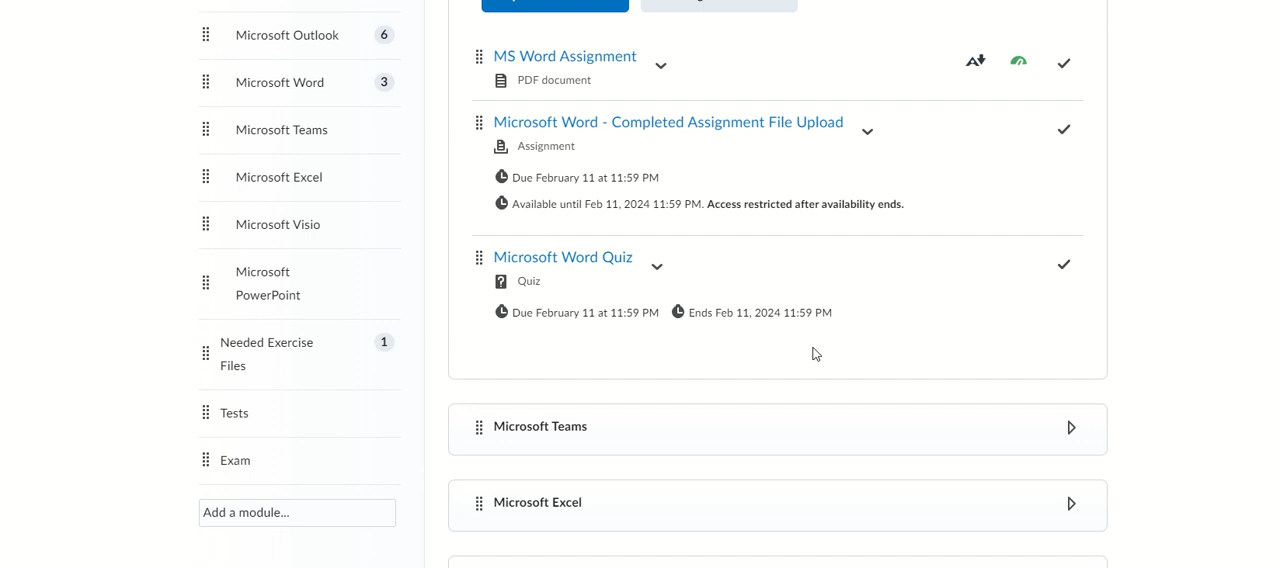 Microsoft Outlook 6
Microsoft Word 3
Microsoft Teams
Microsoft Excel
Microsoft Visio
Microsoft
PowerPoint
Needed Exercise 1
Files
Tests
Exam
Add a module...
MS Word Assignment
PDF document
Microsoft Word - Completed Assignment File Upload
Assignment
Due February 11 at 11:59 PM
Available until Feb 11, 2024 11:59 PM. Access restricted after availability ends.
Microsoft Word Quiz
Quiz
Due February 11 at 11:59 PM Ends Feb 11, 2024 11:59 PM
Microsoft Teams
Microsoft Excel